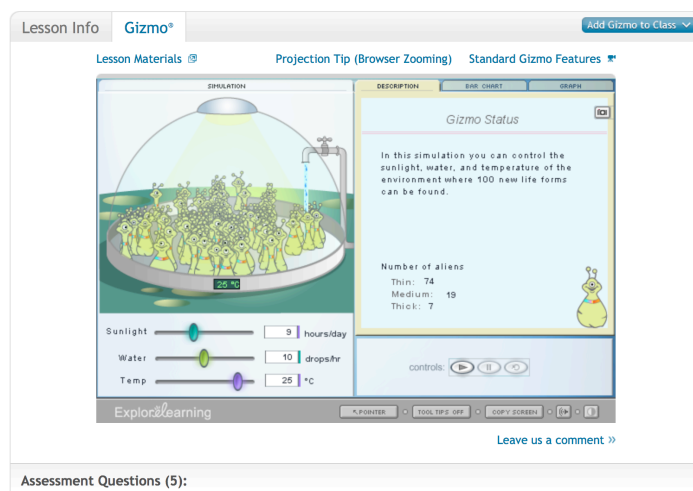 Lesson Info
Gizmo®
Add Gizmo to Class
Lesson Materials
Projection Tip (Browser Zooming)
Standard Gizmo Features
SIMULATION
DESCRIPTION
BAR CHART
GRAPH
Gizmo Status
In this simulation you can control the
sunlight, water, and temperature of the
environment where 100 new life forms
can be found.
Number of aliens
Thin: 74
Medium: 19
Thick: 7
25 °C
Sunlight 9 hours/day
Water 10 drops/hr
Temp 25 °C
controls:
ExploreLearning
POINTER
TOOL TIPS OFF
COPY SCREEN
Leave us a comment »
Assessment Questions (5):